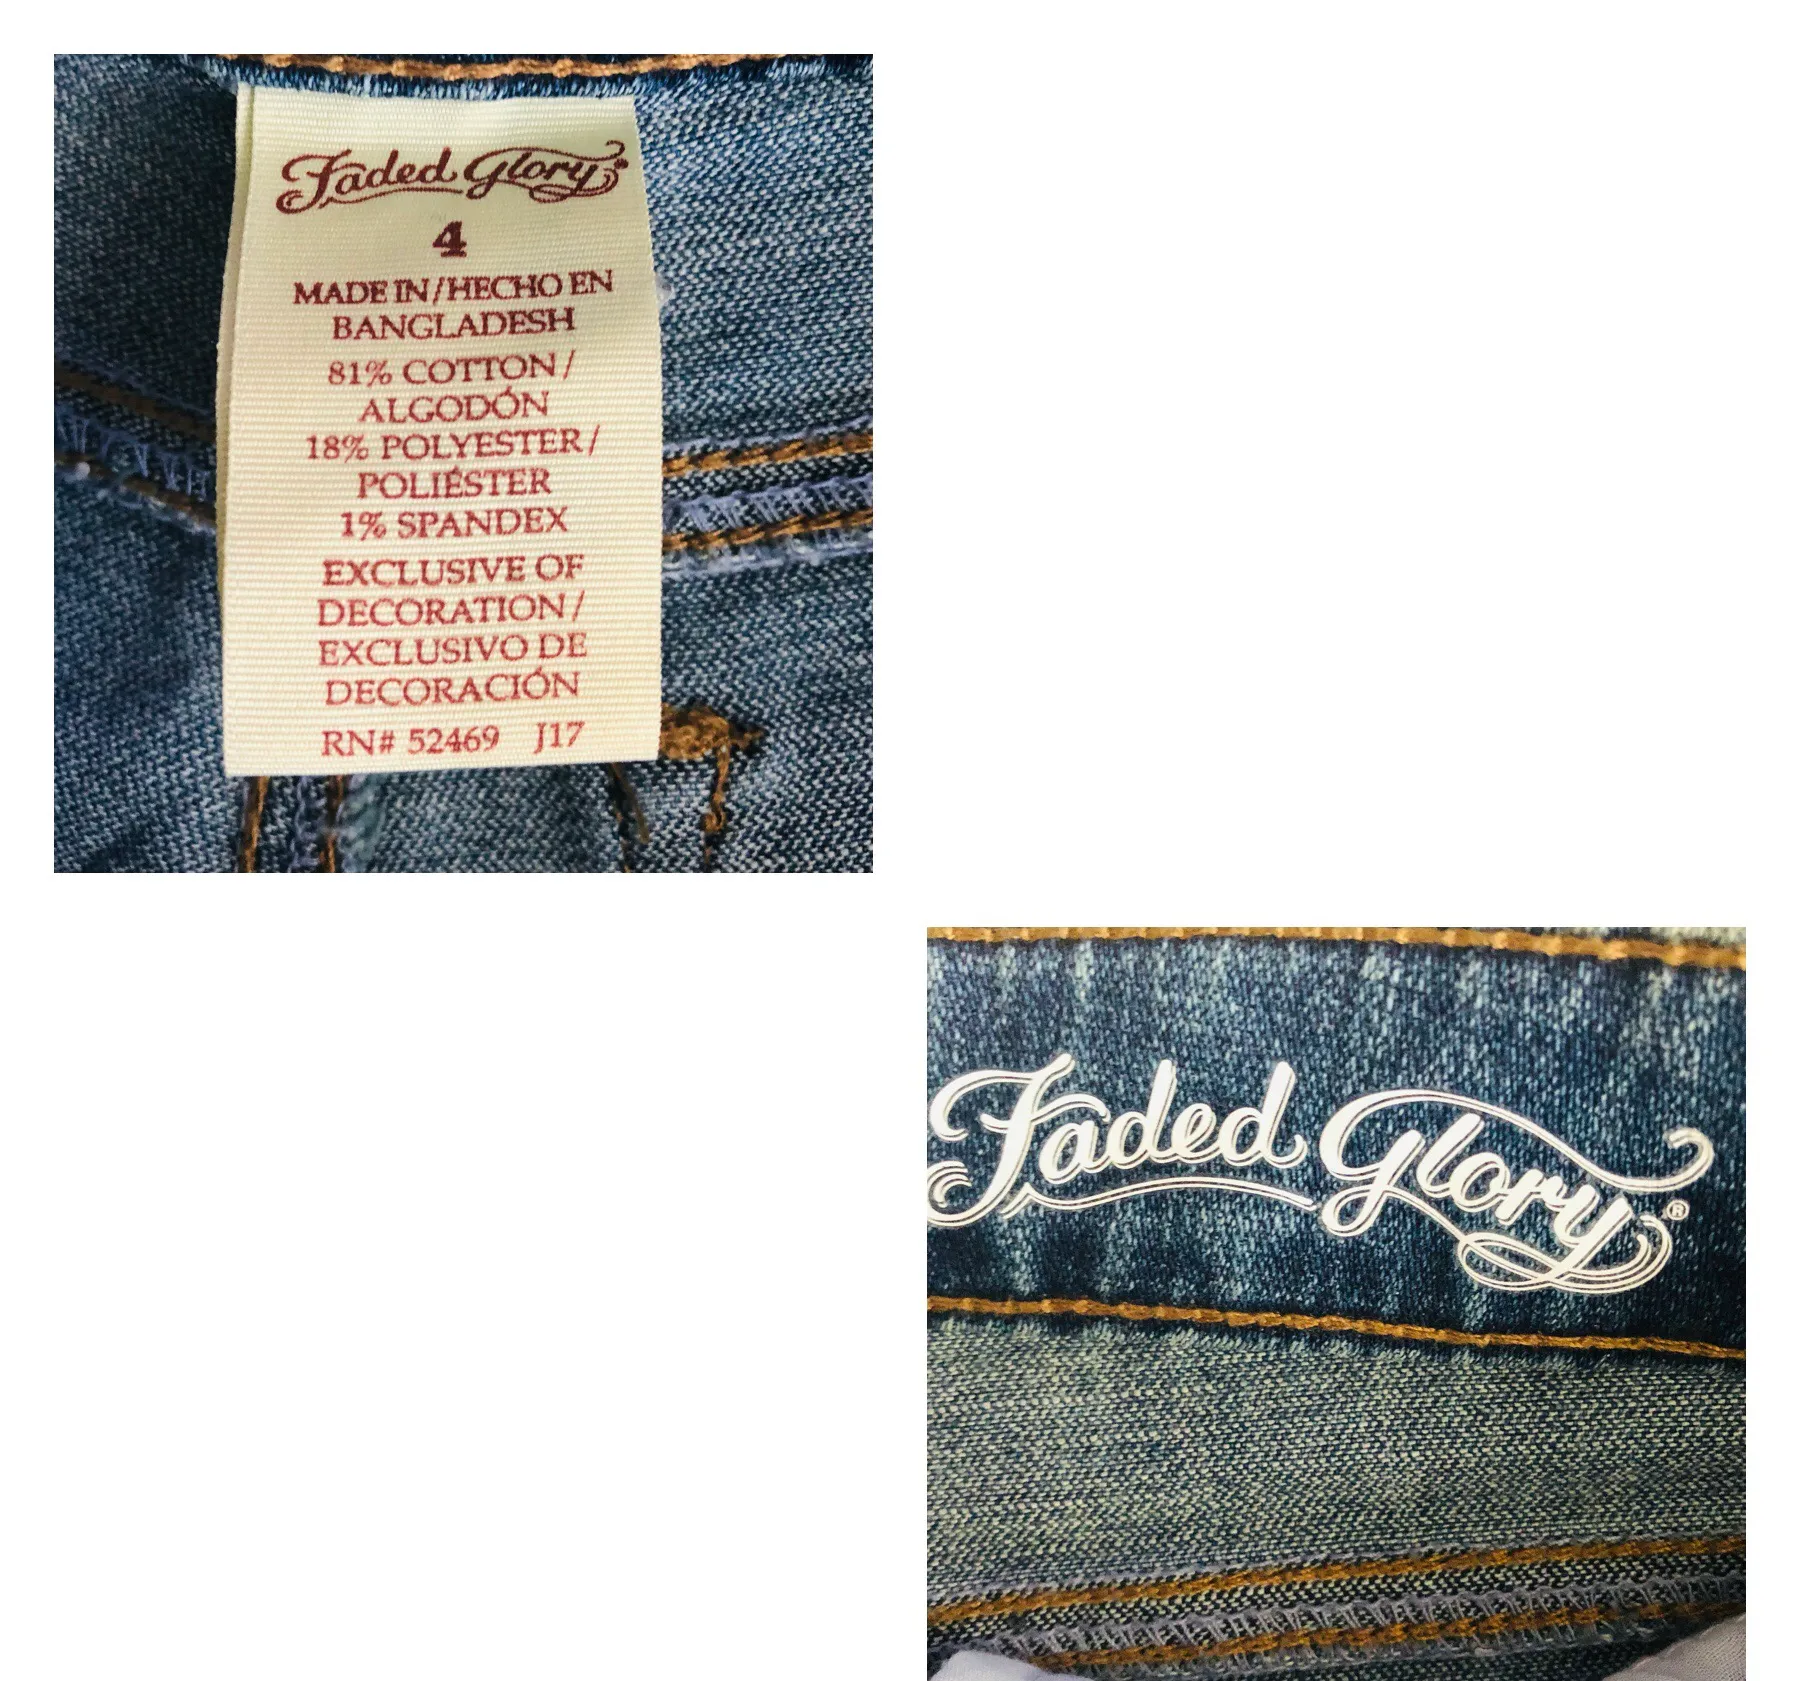 Faded Glory®
4
MADE IN/HECHO EN
BANGLADESH
81% COTTON/
ALGODÓN
18% POLYESTER/
POLIÉSTER
1% SPANDEX
EXCLUSIVE OF
DECORATION/
EXCLUSIVO DE
DECORACIÓN
RN# 52469 J17
Faded Glory®